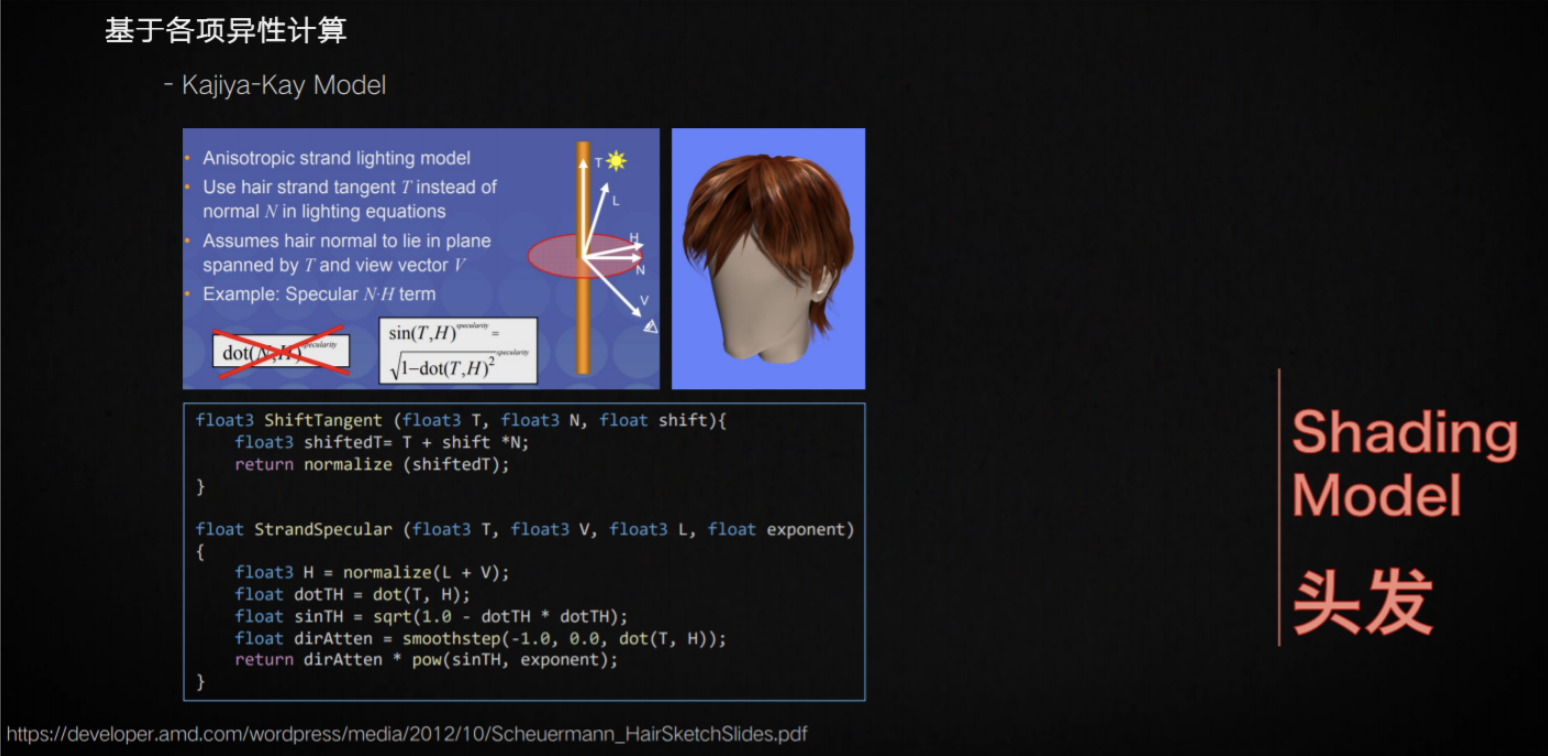 基于各项异性计算
- Kajiya-Kay Model
• Anisotropic strand lighting model
• Use hair strand tangent T instead of
normal N in lighting equations
• Assumes hair normal to lie in plane
spanned by T and view vector V
• Example: Specular N·H term
dot(N,H)^specularity
sin(T,H)^specularity =
√1–dot(T,H)²^specularity
T
L
H
N
V
float3 ShiftTangent (float3 T, float3 N, float shift){
float3 shiftedT= T + shift *N;
return normalize (shiftedT);
}
float StrandSpecular (float3 T, float3 V, float3 L, float exponent)
{
float3 H = normalize(L + V);
float dotTH = dot(T, H);
float sinTH = sqrt(1.0 - dotTH * dotTH);
float dirAtten = smoothstep(-1.0, 0.0, dot(T, H));
return dirAtten * pow(sinTH, exponent);
}
Shading
Model
头发
https://developer.amd.com/wordpress/media/2012/10/Scheuermann_HairSketchSlides.pdf